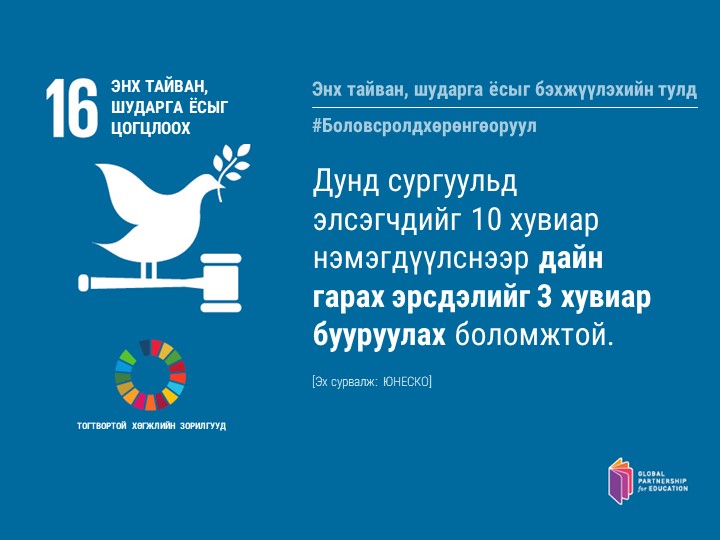 16
ЭНХ ТАЙВАН,
ШУДАРГА ЁСЫГ
ЦОГЦЛООХ
ТОГТВОРТОЙ ХӨГЖЛИЙН ЗОРИЛГУУД
Энх тайван, шударга ёсыг бэхжүүлэхийн тулд
#Боловсролдхөрөнгөоруул
Дунд сургуульд
элсэгчдийг 10 хувиар
нэмэгдүүлснээр дайн
гарах эрсдэлийг 3 хувиар
бууруулах боломжтой.
[Эх сурвалж: ЮНЕСКО]
GLOBAL
PARTNERSHIP
for EDUCATION